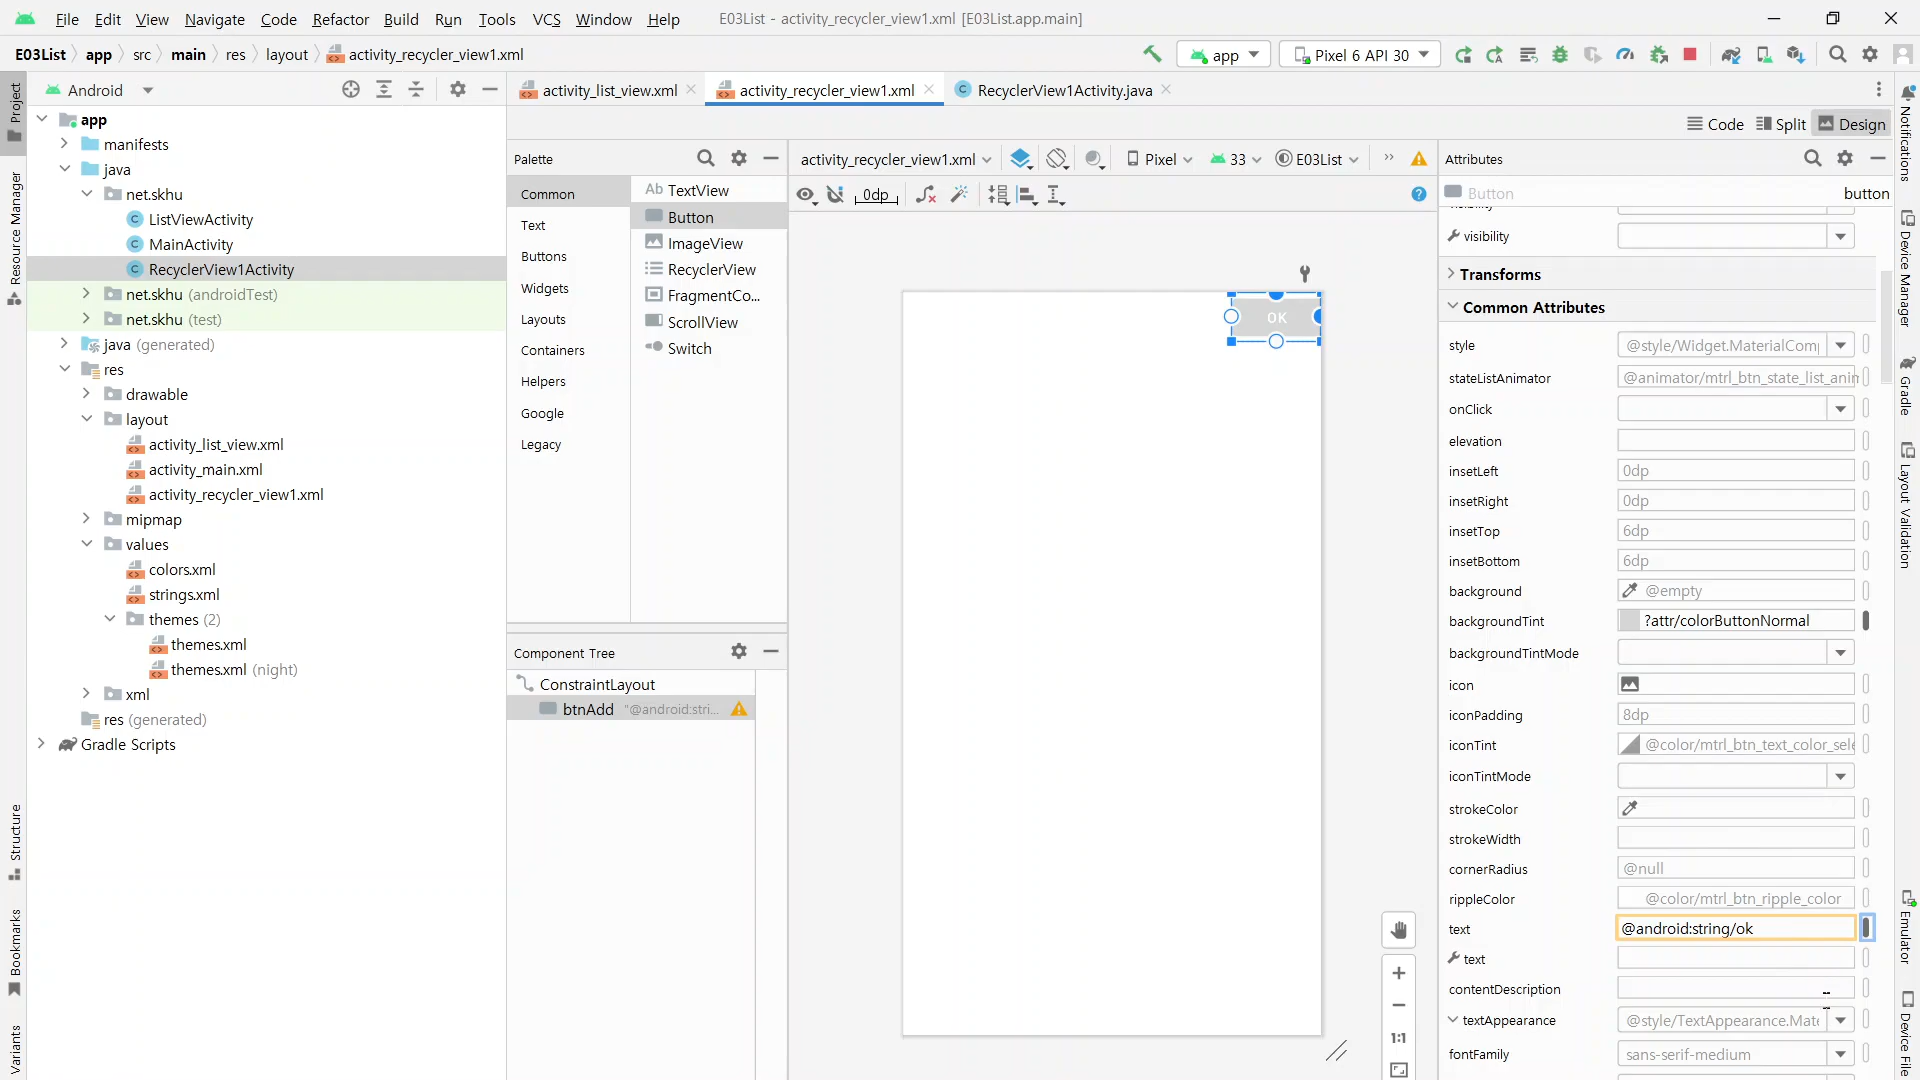 File Edit View Navigate Code Refactor Build Run Tools VCS Window Help E03List - activity_recycler_view1.xml [E03List.app.main]
E03List app src main res layout activity_recycler_view1.xml app Pixel 6 API 30
Android
activity_list_view.xml activity_recycler_view1.xml RecyclerView1Activity.java
Code Split Design
Project
Resource Manager
Structure
Bookmarks
Variants
app
manifests
java
net.skhu
ListViewActivity
MainActivity
RecyclerView1Activity
net.skhu (androidTest)
net.skhu (test)
java (generated)
res
drawable
layout
activity_list_view.xml
activity_main.xml
activity_recycler_view1.xml
mipmap
values
colors.xml
strings.xml
themes (2)
themes.xml
themes.xml (night)
xml
res (generated)
Gradle Scripts
Palette
Common
Text
Buttons
Widgets
Layouts
Containers
Helpers
Google
Legacy
Ab TextView
Button
ImageView
RecyclerView
FragmentCo...
ScrollView
Switch
Component Tree
ConstraintLayout
btnAdd "@android:stri...
activity_recycler_view1.xml Pixel 33 E03List
0dp
OK
1:1
Attributes
Button button
visibility
visibility
Transforms
Common Attributes
style @style/Widget.MaterialComp
stateListAnimator @animator/mtrl_btn_state_list_anim
onClick
elevation
insetLeft 0dp
insetRight 0dp
insetTop 6dp
insetBottom 6dp
background @empty
backgroundTint ?attr/colorButtonNormal
backgroundTintMode
icon
iconPadding 8dp
iconTint @color/mtrl_btn_text_color_sele
iconTintMode
strokeColor
strokeWidth
cornerRadius @null
rippleColor @color/mtrl_btn_ripple_color
text @android:string/ok
text
contentDescription
textAppearance @style/TextAppearance.Mate
fontFamily sans-serif-medium
Notifications
Device Manager
Gradle
Layout Validation
Emulator
Device File